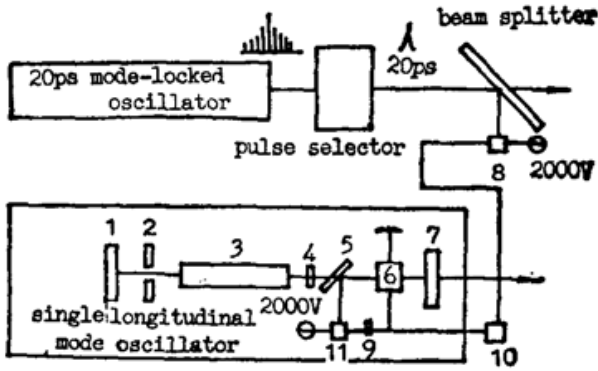 beam splitter
20ps mode-locked
oscillator
20ps
pulse selector
8
2000V
1
2
3
4
5
6
7
2000V
single longitudinal
mode oscillator
11
9
10